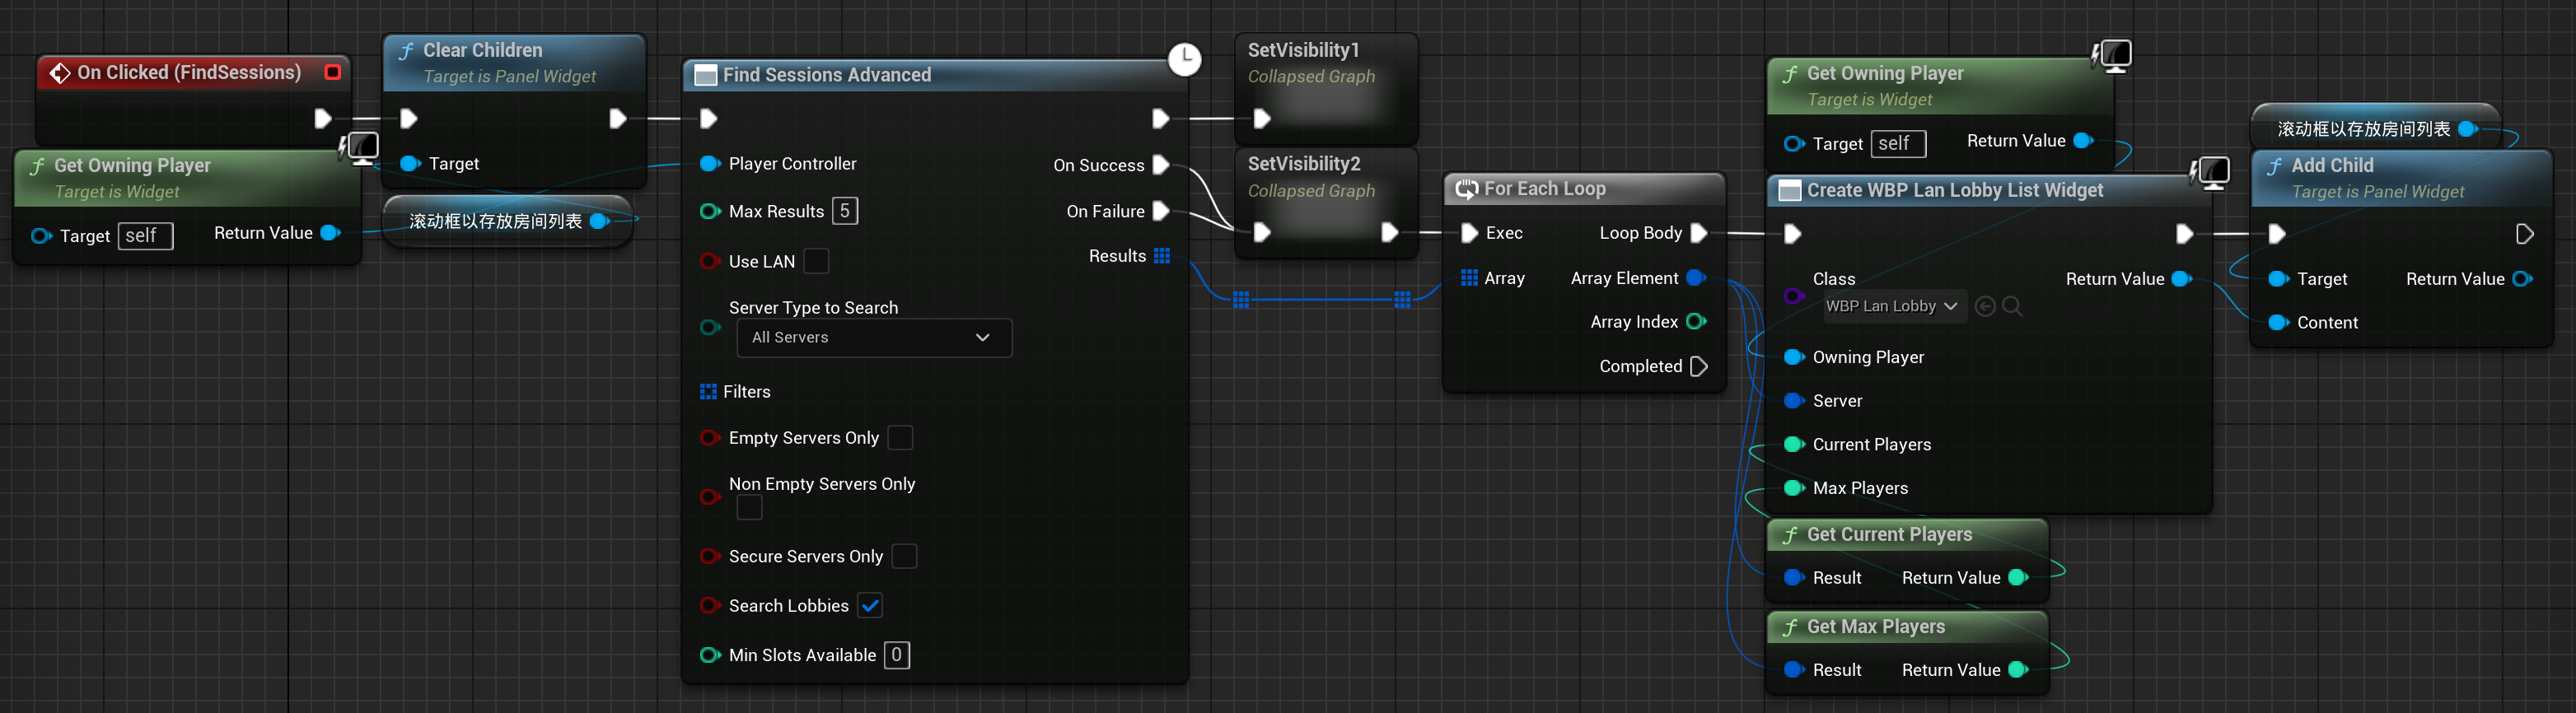 On Clicked (FindSessions)
Get Owning Player
Target is Widget
Target
self
Return Value
Clear Children
Target is Panel Widget
Target
滚动框以存放房间列表
Find Sessions Advanced
Player Controller
On Success
Max Results
5
On Failure
Use LAN
Results
Server Type to Search
All Servers
Filters
Empty Servers Only
Non Empty Servers Only
Secure Servers Only
Search Lobbies
Min Slots Available
0
SetVisibility1
Collapsed Graph
SetVisibility2
Collapsed Graph
For Each Loop
Exec
Loop Body
Array
Array Element
Array Index
Completed
Get Owning Player
Target is Widget
Target
self
Return Value
Create WBP Lan Lobby List Widget
Class
WBP Lan Lobby
Return Value
Owning Player
Server
Current Players
Max Players
Get Current Players
Result
Return Value
Get Max Players
Result
Return Value
滚动框以存放房间列表
Add Child
Target is Panel Widget
Target
Return Value
Content